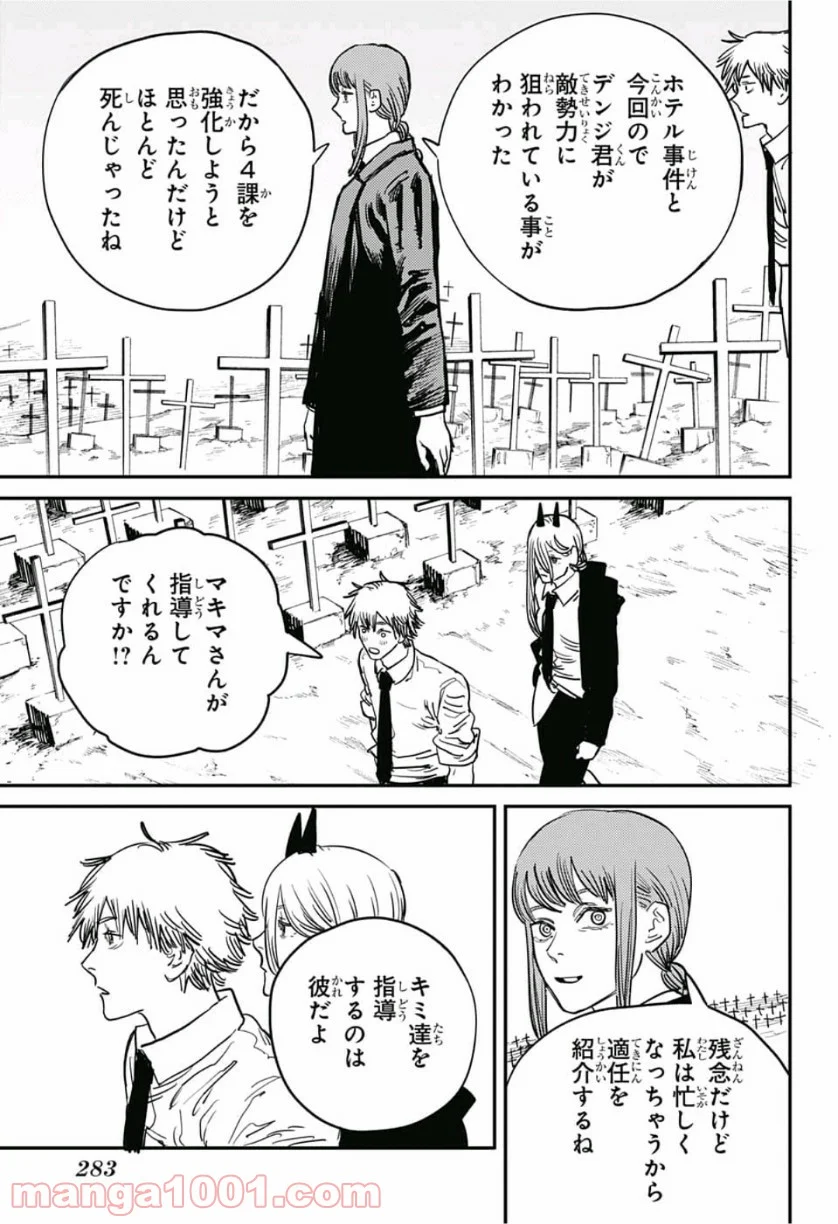 ホテル事件と
今回ので
デンジ君が
敵勢力に
狙われている事が
わかった
だから４課を
強化しようと
思ったんだけど
ほとんど
死んじゃったね
マキマさんが
指導して
くれるん
ですか!?
残念だけど
私は忙しく
なっちゃうから
適任を
紹介するね
キミ達を
指導
するのは
彼だよ
283
manga1001.com